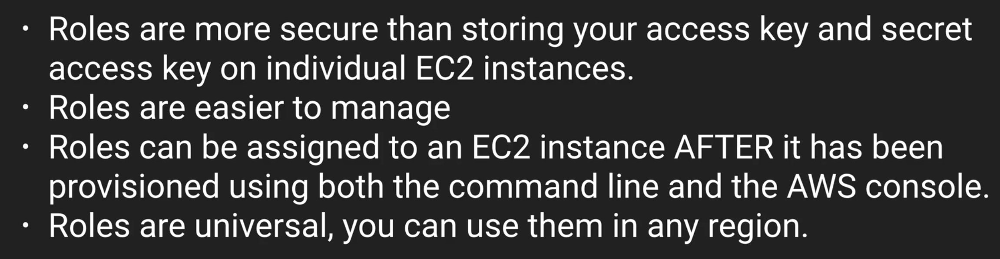 • Roles are more secure than storing your access key and secret
access key on individual EC2 instances.
• Roles are easier to manage
• Roles can be assigned to an EC2 instance AFTER it has been
provisioned using both the command line and the AWS console.
• Roles are universal, you can use them in any region.